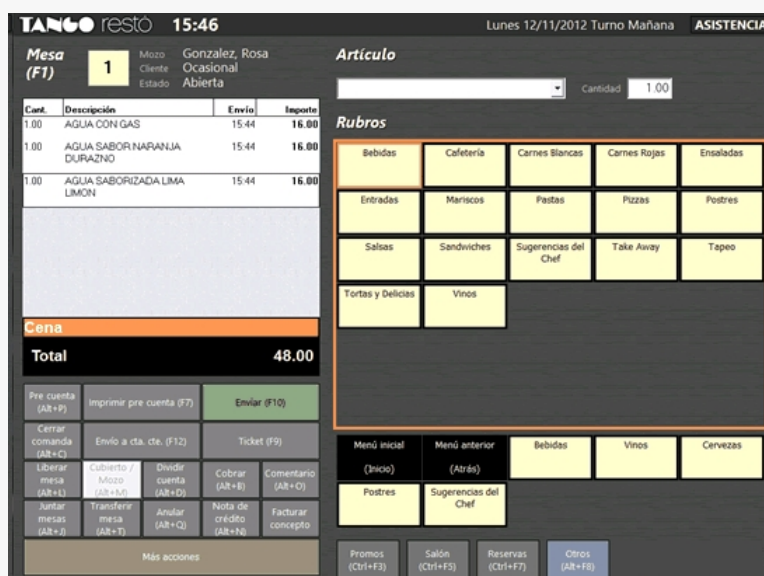 TANGO restó 15:46 Lunes 12/11/2012 Turno Mañana ASISTENCIA
Mesa (F1) 1
Mozo Gonzalez, Rosa
Cliente Ocasional
Estado Abierta
Cant. Descripción Envío Importe
1.00 AGUA CON GAS 15:44 16.00
1.00 AGUA SABOR NARANJA 15:44 16.00
DURAZNO
1.00 AGUA SABORIZADA LIMA 15:44 16.00
LIMON
Cena
Total 48.00
Pre cuenta (Alt+P) Imprimir pre cuenta (F7) Enviar (F10)
Cerrar comanda (Alt+C) Envío a cta. cte. (F12) Ticket (F9)
Liberar mesa (Alt+L) Cubierto / Mozo (Alt+M) Dividir cuenta (Alt+D) Cobrar (Alt+B) Comentario (Alt+O)
Juntar mesas (Alt+J) Transferir mesa (Alt+T) Anular (Alt+Q) Nota de crédito (Alt+N) Facturar concepto
Más acciones
Artículo
Cantidad 1.00
Rubros
Bebidas Cafetería Carnes Blancas Carnes Rojas Ensaladas
Entradas Mariscos Pastas Pizzas Postres
Salsas Sandwiches Sugerencias del Chef Take Away Tapeo
Tortas y Delicias Vinos
Menú inicial (Inicio) Menú anterior (Atrás) Bebidas Vinos Cervezas
Postres Sugerencias del Chef
Promos (Ctrl+F3) Salón (Ctrl+F5) Reservas (Ctrl+F7) Otros (Alt+F8)